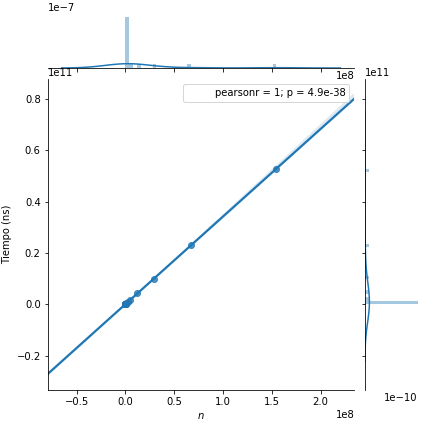 1e−7
1e8
1e11
1e11
pearsonr = 1; p = 4.9e-38
0.8
0.6
0.4
0.2
0.0
−0.2
Tiempo (ns)
−0.5
0.0
0.5
1.0
1.5
2.0
n
1e8
1e−10